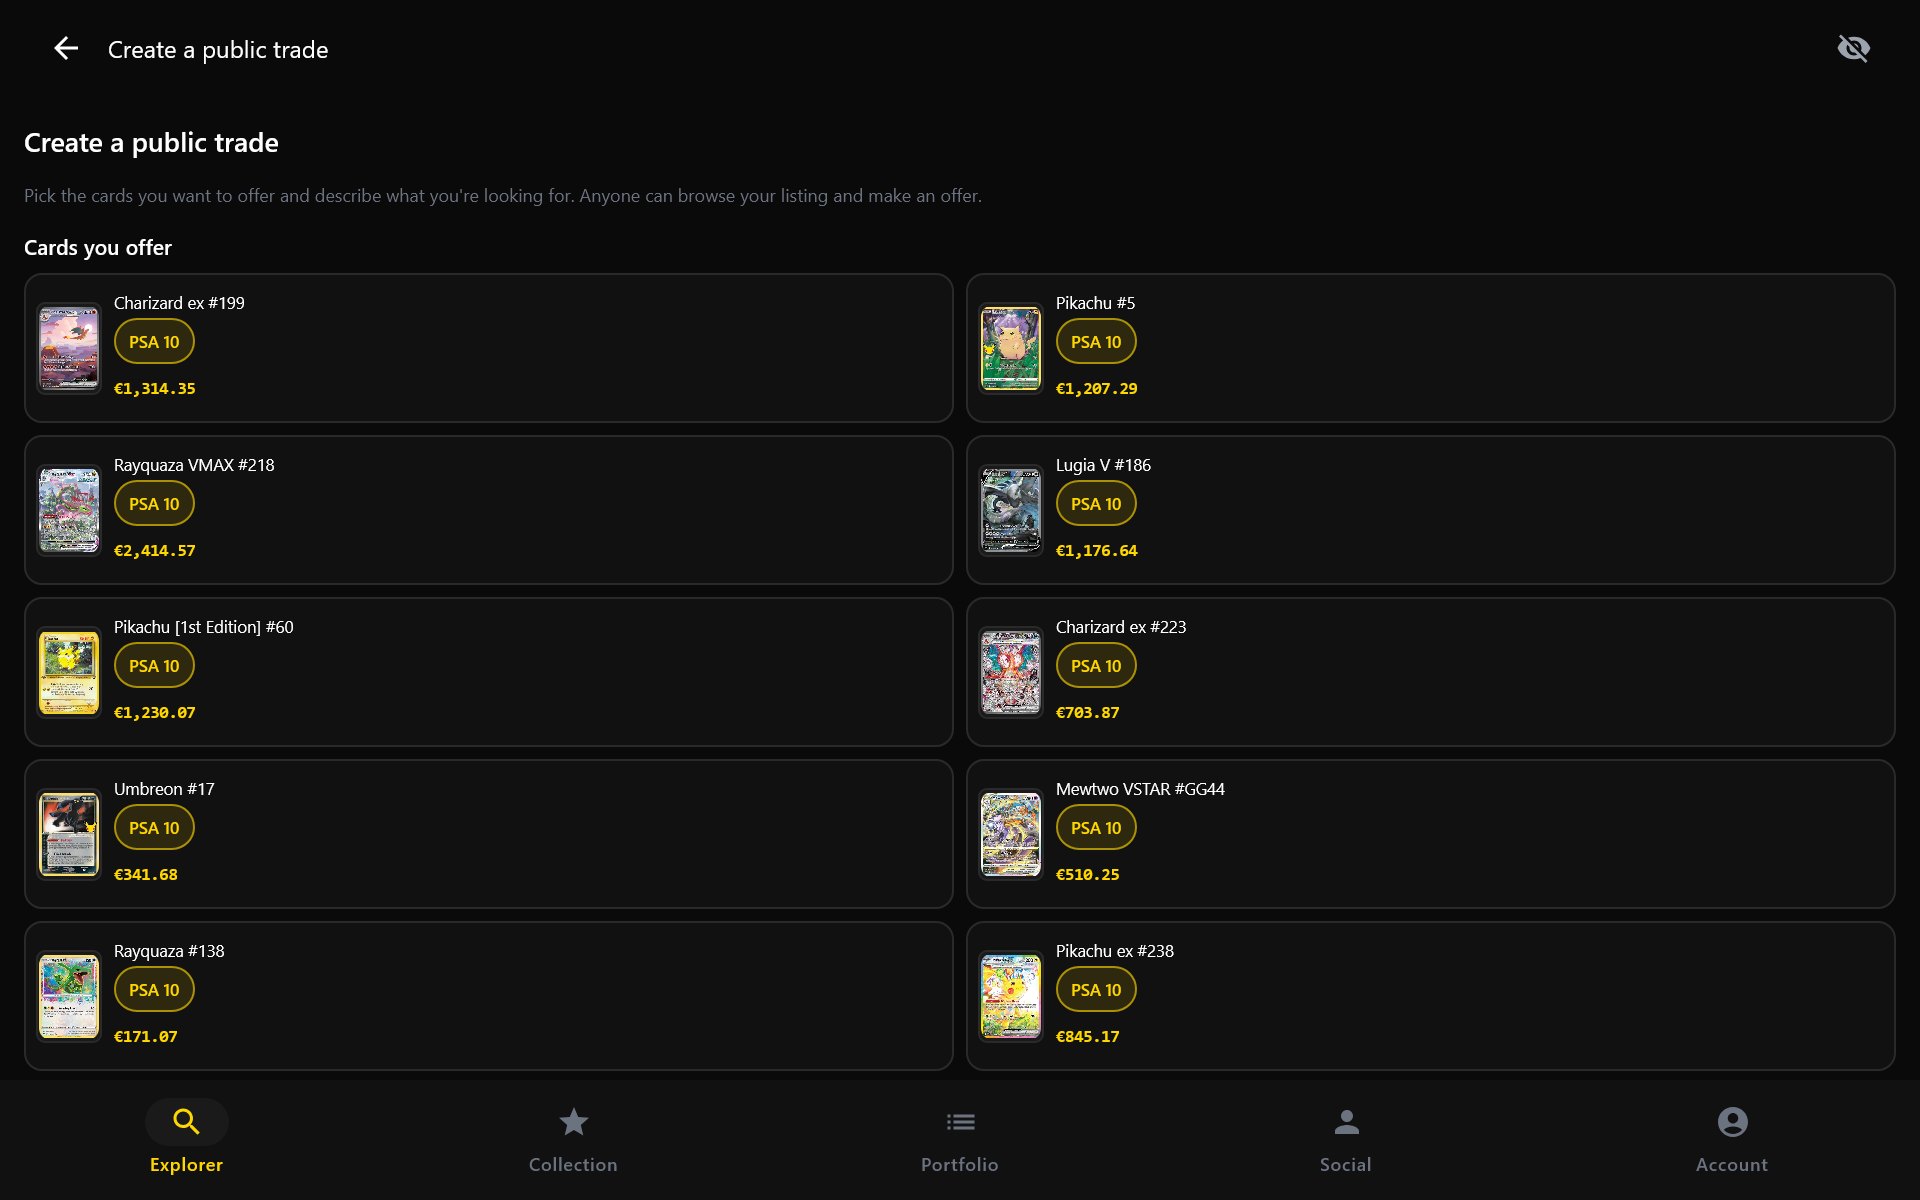 Create a public trade
Create a public trade
Pick the cards you want to offer and describe what you're looking for. Anyone can browse your listing and make an offer.
Cards you offer
Charizard ex #199
PSA 10
€1,314.35
Pikachu #5
PSA 10
€1,207.29
Rayquaza VMAX #218
PSA 10
€2,414.57
Lugia V #186
PSA 10
€1,176.64
Pikachu [1st Edition] #60
PSA 10
€1,230.07
Charizard ex #223
PSA 10
€703.87
Umbreon #17
PSA 10
€341.68
Mewtwo VSTAR #GG44
PSA 10
€510.25
Rayquaza #138
PSA 10
€171.07
Pikachu ex #238
PSA 10
€845.17
Explorer
Collection
Portfolio
Social
Account